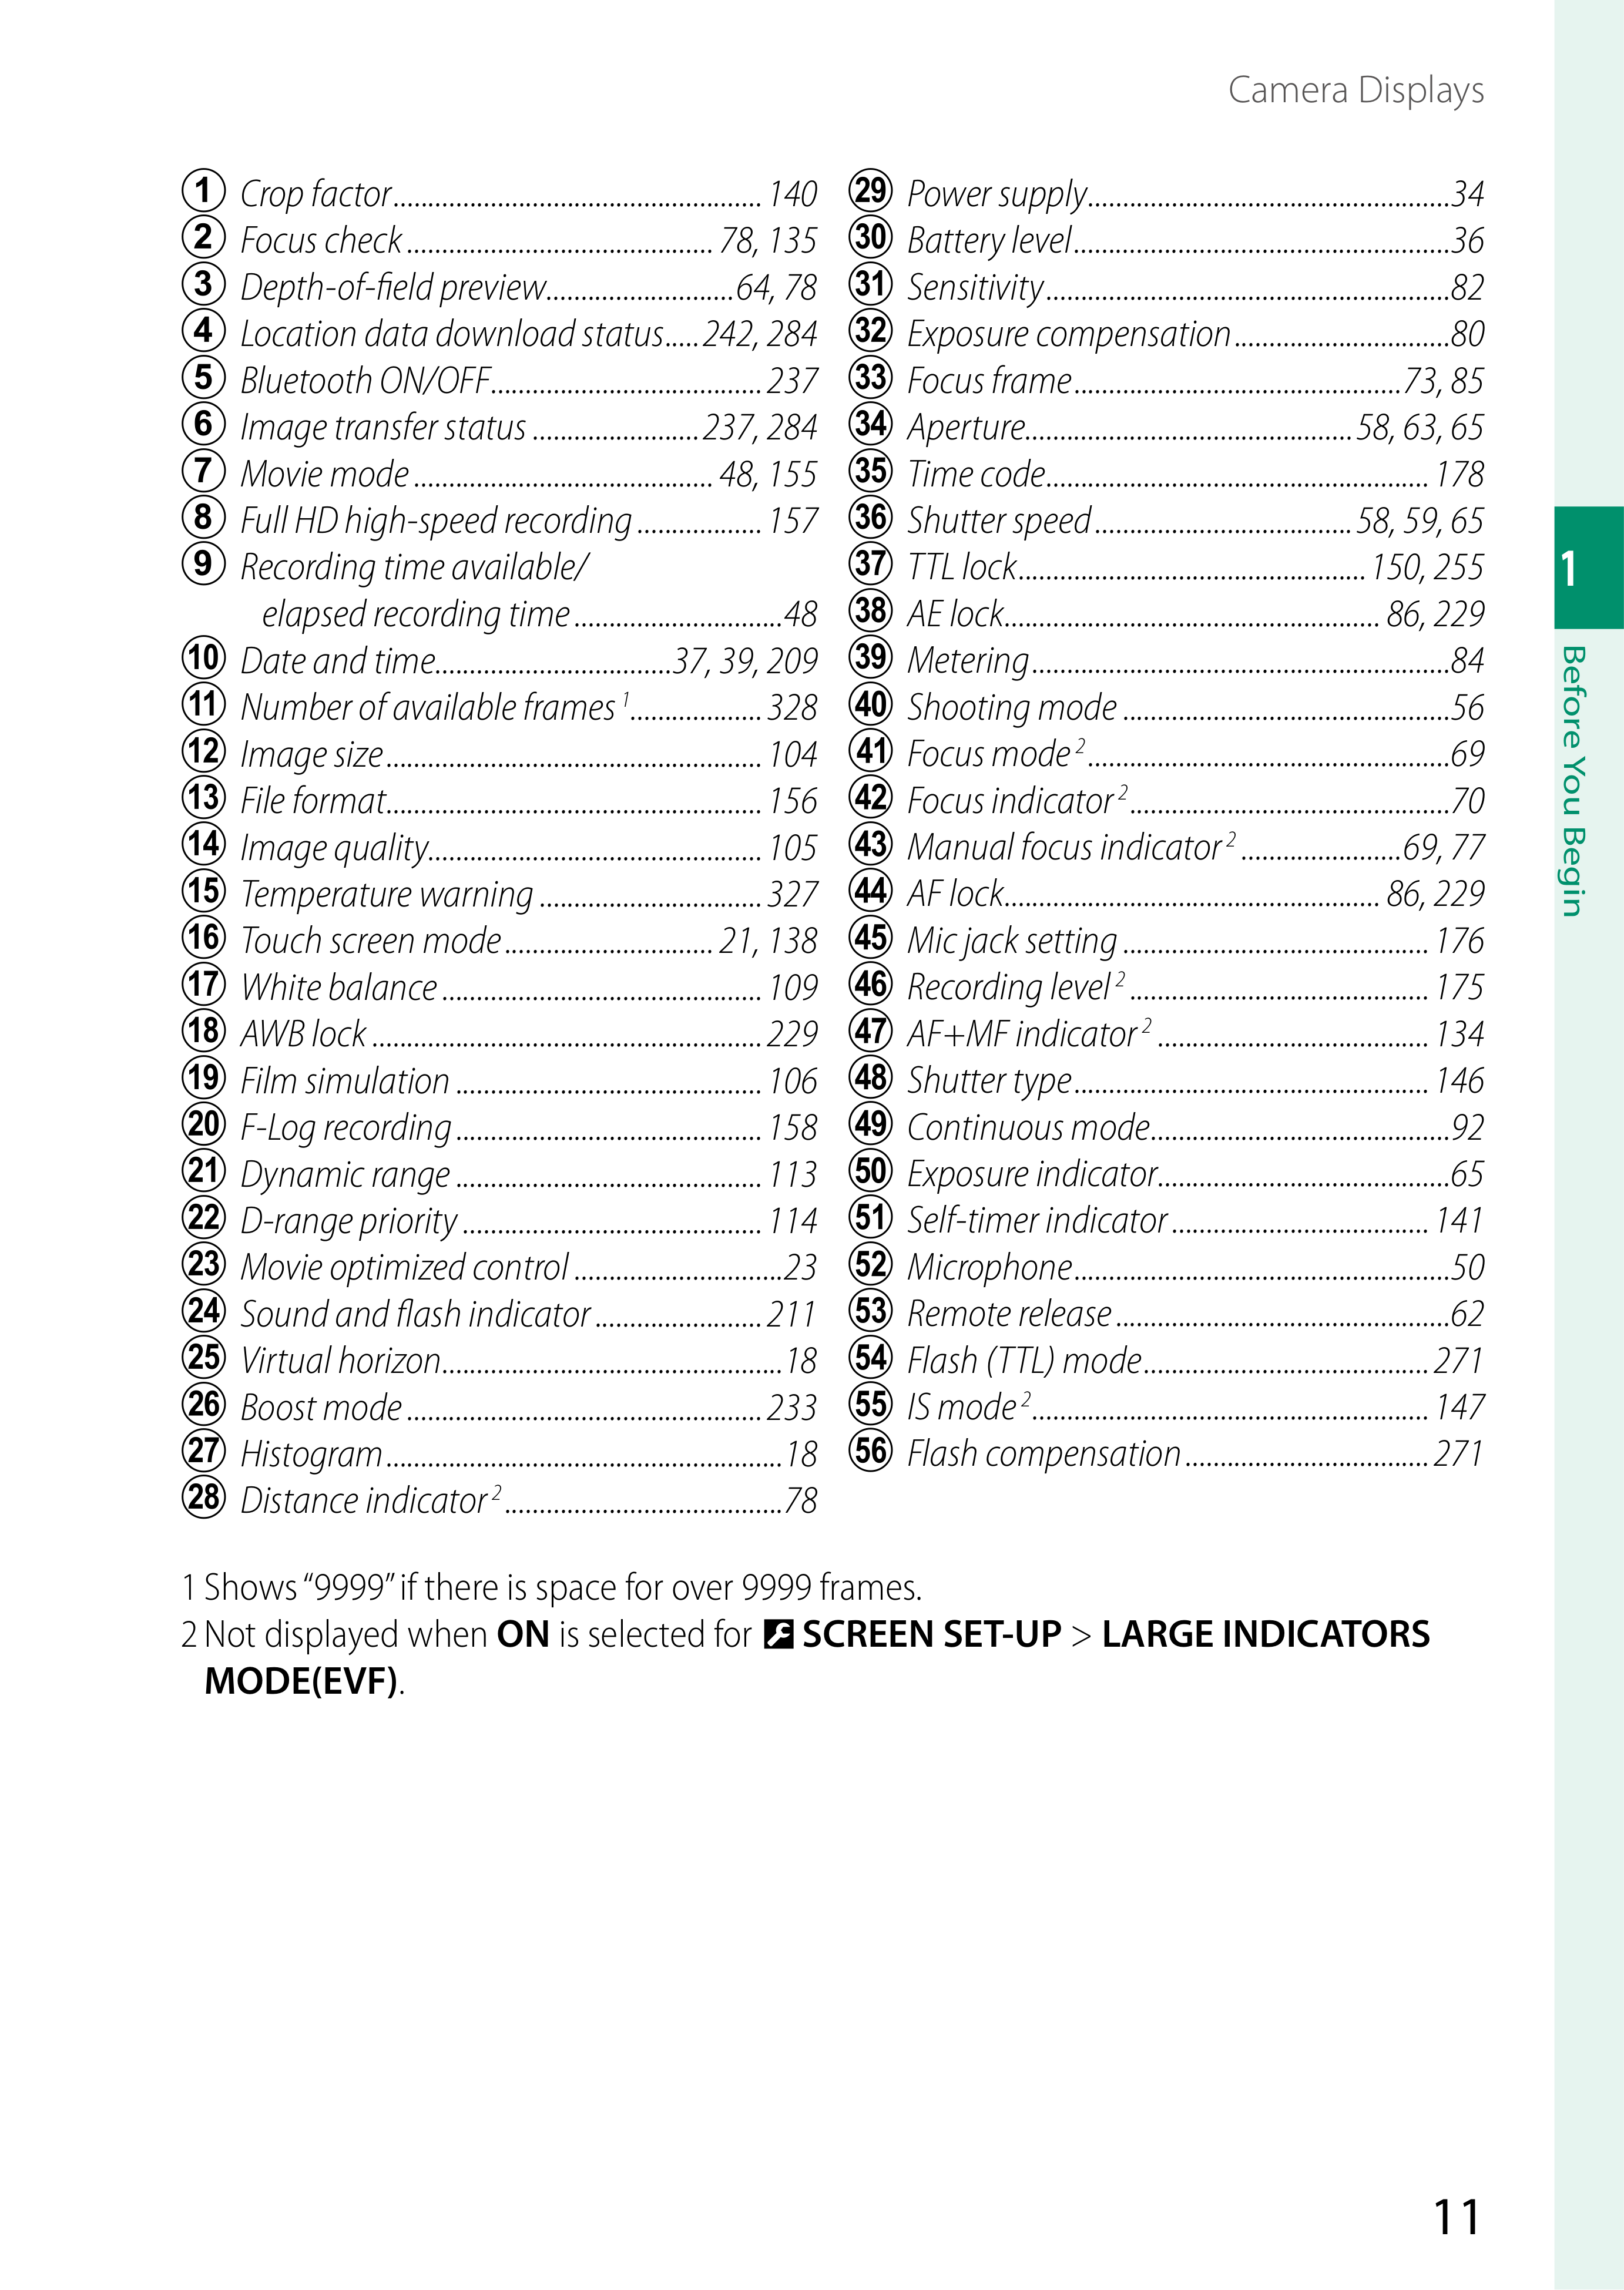 Camera Displays
1 Crop factor 140
2 Focus check 78, 135
3 Depth-of-field preview 64, 78
4 Location data download status 242, 284
5 Bluetooth ON/OFF 237
6 Image transfer status 237, 284
7 Movie mode 48, 155
8 Full HD high-speed recording 157
9 Recording time available/
elapsed recording time 48
10 Date and time 37, 39, 209
11 Number of available frames 1 328
12 Image size 104
13 File format 156
14 Image quality 105
15 Temperature warning 327
16 Touch screen mode 21, 138
17 White balance 109
18 AWB lock 229
19 Film simulation 106
20 F-Log recording 158
21 Dynamic range 113
22 D-range priority 114
23 Movie optimized control 23
24 Sound and flash indicator 211
25 Virtual horizon 18
26 Boost mode 233
27 Histogram 18
28 Distance indicator 2 78
29 Power supply 34
30 Battery level 36
31 Sensitivity 82
32 Exposure compensation 80
33 Focus frame 73, 85
34 Aperture 58, 63, 65
35 Time code 178
36 Shutter speed 58, 59, 65
37 TTL lock 150, 255
38 AE lock 86, 229
39 Metering 84
40 Shooting mode 56
41 Focus mode 2 69
42 Focus indicator 2 70
43 Manual focus indicator 2 69, 77
44 AF lock 86, 229
45 Mic jack setting 176
46 Recording level 2 175
47 AF+MF indicator 2 134
48 Shutter type 146
49 Continuous mode 92
50 Exposure indicator 65
51 Self-timer indicator 141
52 Microphone 50
53 Remote release 62
54 Flash (TTL) mode 271
55 IS mode 2 147
56 Flash compensation 271
1 Shows “9999” if there is space for over 9999 frames.
2 Not displayed when ON is selected for SCREEN SET-UP > LARGE INDICATORS
MODE(EVF).
1
Before You Begin
11